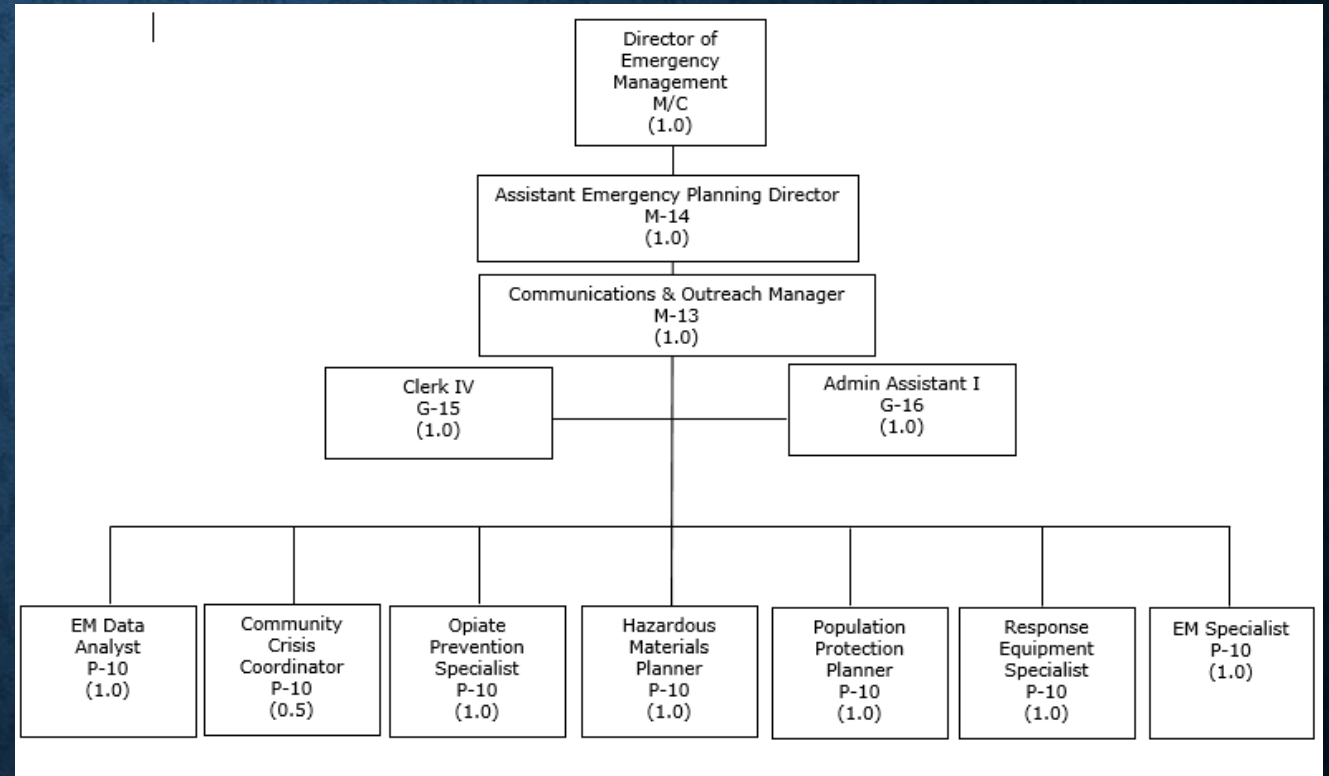 Director of
Emergency
Management
M/C
(1.0)
Assistant Emergency Planning Director
M-14
(1.0)
Communications & Outreach Manager
M-13
(1.0)
Clerk IV
G-15
(1.0)
Admin Assistant I
G-16
(1.0)
EM Data
Analyst
P-10
(1.0)
Community
Crisis
Coordinator
P-10
(0.5)
Opiate
Prevention
Specialist
P-10
(1.0)
Hazardous
Materials
Planner
P-10
(1.0)
Population
Protection
Planner
P-10
(1.0)
Response
Equipment
Specialist
P-10
(1.0)
EM Specialist
P-10
(1.0)